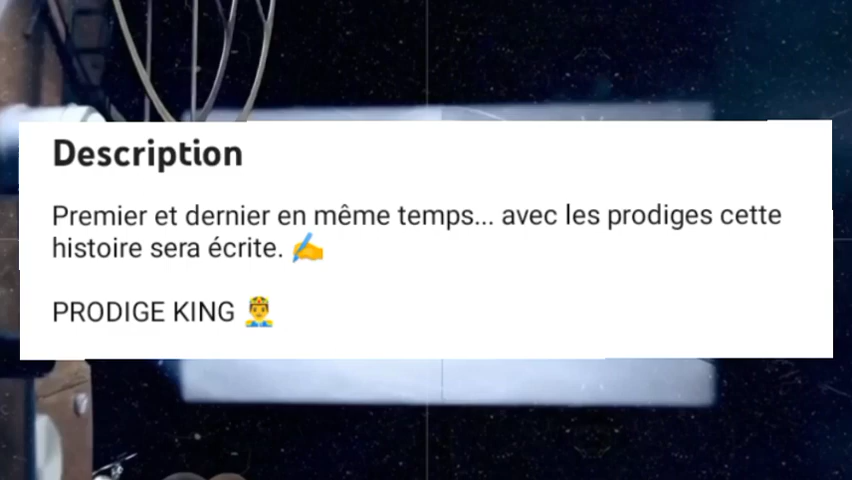 Description
Premier et dernier en même temps... avec les prodiges cette
histoire sera écrite. ✍️
PRODIGE KING 🤴